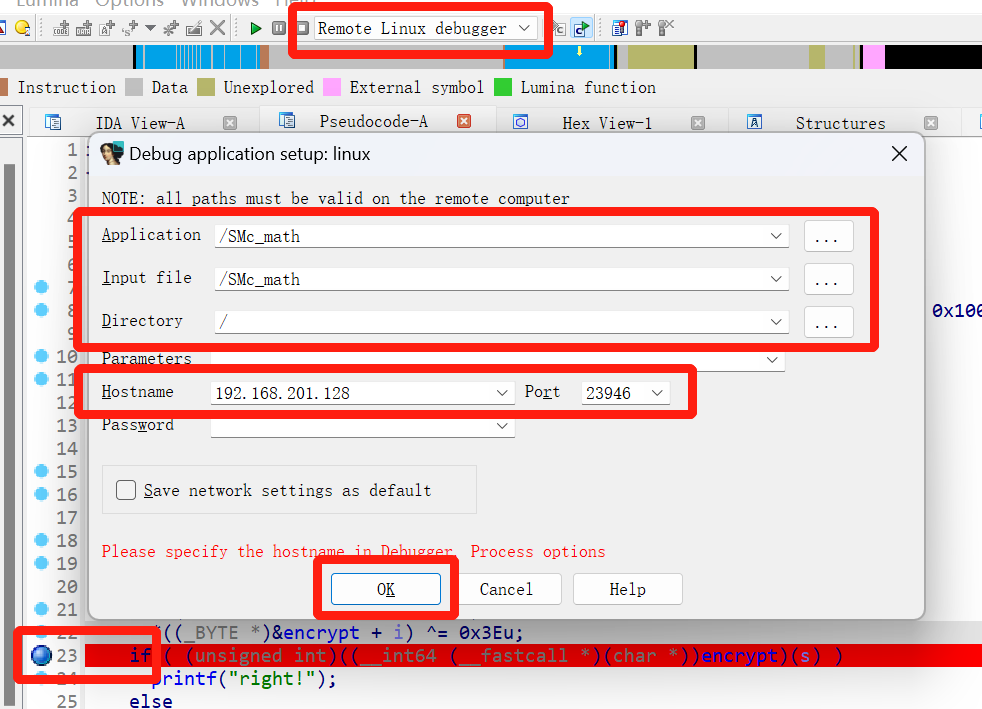 Lumina Options Windows Help
Remote Linux debugger
Instruction Data Unexplored External symbol Lumina function
IDA View-A Pseudocode-A Hex View-1 Structures
1
2
3
4
Debug application setup: linux
NOTE: all paths must be valid on the remote computer
Application /SMc_math ...
Input file /SMc_math ...
8 0x100
Directory / ...
10 Parameters
11
Hostname 192.168.201.128 Port 23946
12
13 Password
14
15
16 Save network settings as default
17
18 Please specify the hostname in Debugger, Process options
19
20 OK Cancel Help
21
22 ((_BYTE *)&encrypt + i) ^= 0x3Eu;
23 if ( (unsigned int)((__int64 (__fastcall *)(char *))encrypt)(s) )
24 printf("right!");
25 else